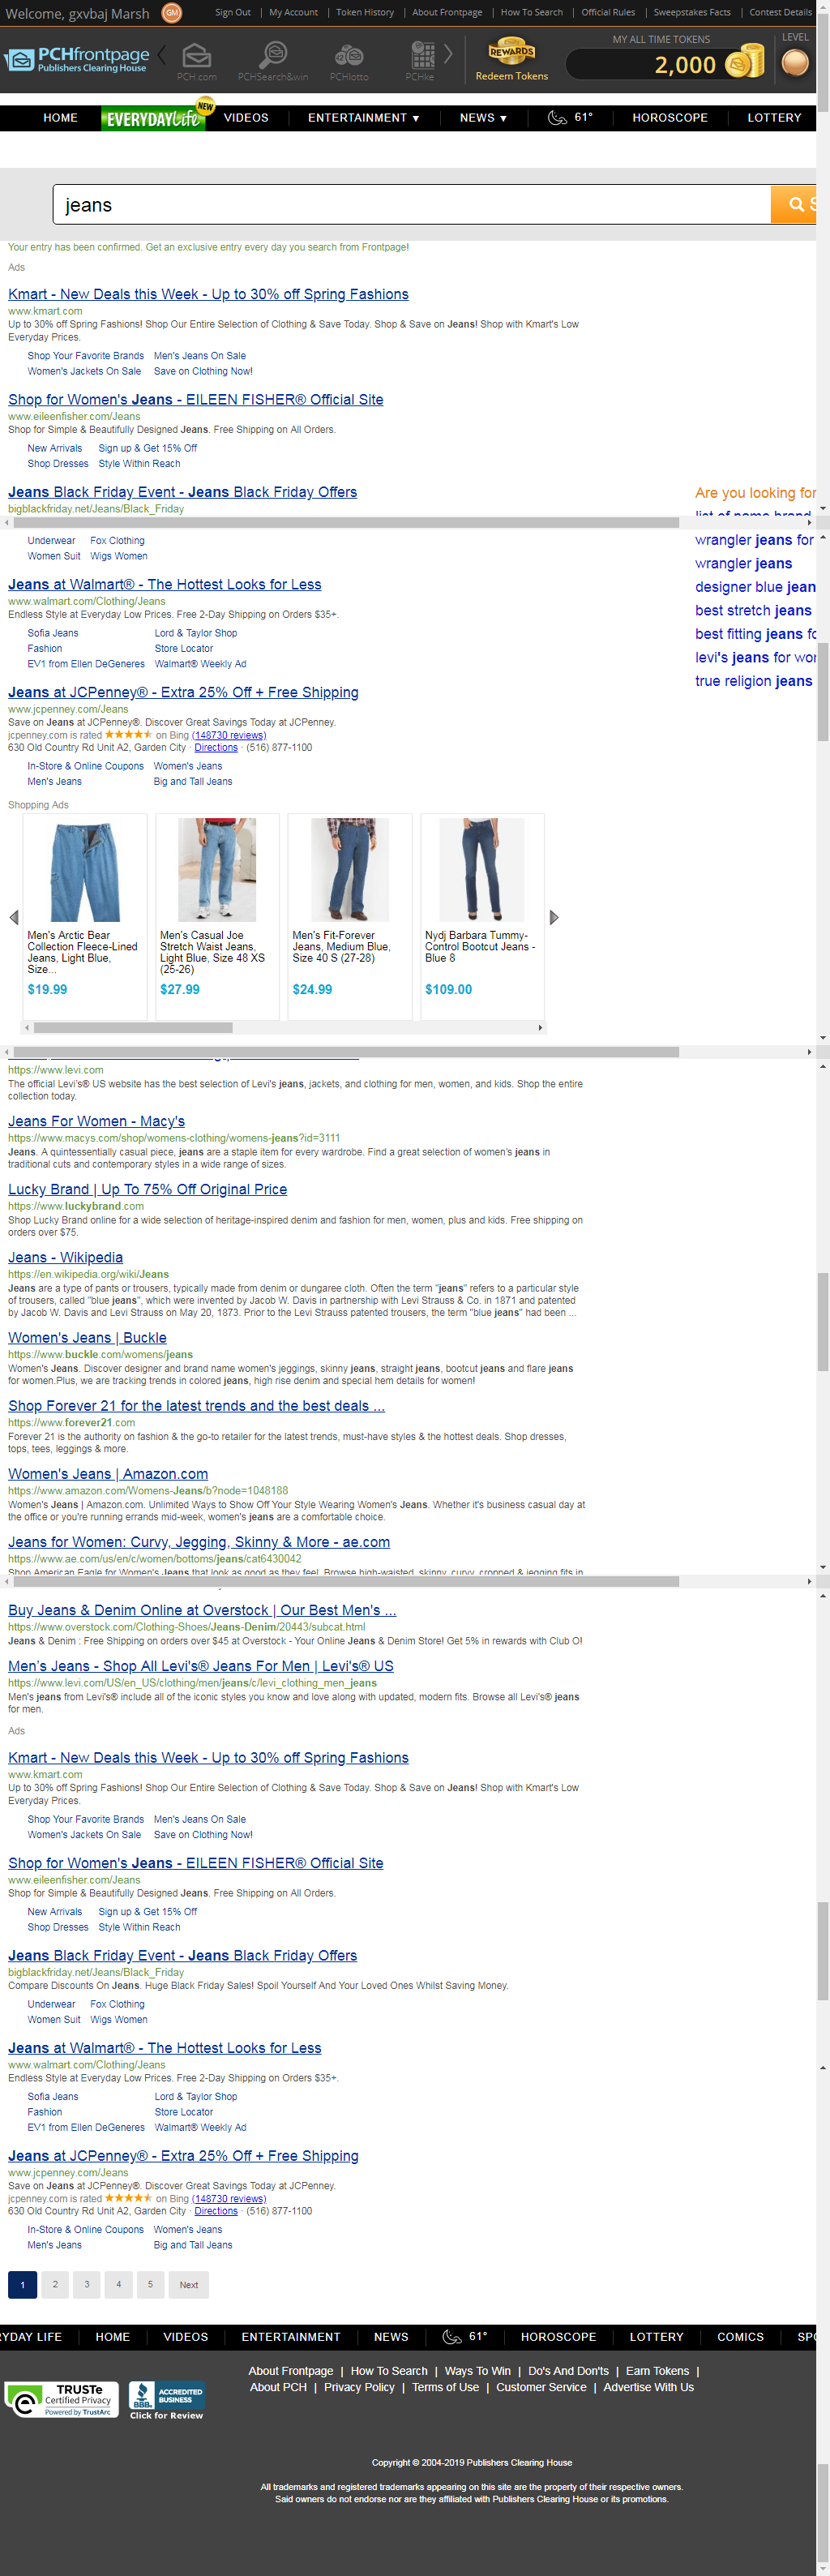 Welcome, gxvbaj Marsh GM Sign Out | My Account | Token History | About Frontpage | How To Search | Official Rules | Sweepstakes Facts | Contest Details
PCHfrontpage
Publishers Clearing House
PCH.com PCHSearch&win PCHlotto PCHke
REWARDS
Redeem Tokens
MY ALL TIME TOKENS
2,000
LEVEL
HOME EVERYDAY Life NEW VIDEOS ENTERTAINMENT ▼ NEWS ▼ 61° HOROSCOPE LOTTERY
jeans
S
Your entry has been confirmed. Get an exclusive entry every day you search from Frontpage!
Ads
Kmart - New Deals this Week - Up to 30% off Spring Fashions
www.kmart.com
Up to 30% off Spring Fashions! Shop Our Entire Selection of Clothing & Save Today. Shop & Save on Jeans! Shop with Kmart's Low
Everyday Prices.
Shop Your Favorite Brands Men's Jeans On Sale
Women's Jackets On Sale Save on Clothing Now!
Shop for Women's Jeans - EILEEN FISHER® Official Site
www.eileenfisher.com/Jeans
Shop for Simple & Beautifully Designed Jeans. Free Shipping on All Orders.
New Arrivals Sign up & Get 15% Off
Shop Dresses Style Within Reach
Jeans Black Friday Event - Jeans Black Friday Offers
bigblackfriday.net/Jeans/Black_Friday
Are you looking for
list of name brand
Underwear Fox Clothing
Women Suit Wigs Women
wrangler jeans for
wrangler jeans
designer blue jean
best stretch jeans
best fitting jeans fo
levi's jeans for wor
true religion jeans
Jeans at Walmart® - The Hottest Looks for Less
www.walmart.com/Clothing/Jeans
Endless Style at Everyday Low Prices. Free 2-Day Shipping on Orders $35+.
Sofia Jeans Lord & Taylor Shop
Fashion Store Locator
EV1 from Ellen DeGeneres Walmart® Weekly Ad
Jeans at JCPenney® - Extra 25% Off + Free Shipping
www.jcpenney.com/Jeans
Save on Jeans at JCPenney®. Discover Great Savings Today at JCPenney.
jcpenney.com is rated ★★★★★ on Bing (148730 reviews)
630 Old Country Rd Unit A2, Garden City · Directions · (516) 877-1100
In-Store & Online Coupons Women's Jeans
Men's Jeans Big and Tall Jeans
Shopping Ads
Men's Arctic Bear Collection Fleece-Lined Jeans, Light Blue, Size...
$19.99
Men's Casual Joe Stretch Waist Jeans, Light Blue, Size 48 XS (25-26)
$27.99
Men's Fit-Forever Jeans, Medium Blue, Size 40 S (27-28)
$24.99
Nydj Barbara Tummy-Control Bootcut Jeans - Blue 8
$109.00
https://www.levi.com
The official Levi's® US website has the best selection of Levi's jeans, jackets, and clothing for men, women, and kids. Shop the entire
collection today.
Jeans For Women - Macy's
https://www.macys.com/shop/womens-clothing/womens-jeans?id=3111
Jeans. A quintessentially casual piece, jeans are a staple item for every wardrobe. Find a great selection of women's jeans in
traditional cuts and contemporary styles in a wide range of sizes.
Lucky Brand | Up To 75% Off Original Price
https://www.luckybrand.com
Shop Lucky Brand online for a wide selection of heritage-inspired denim and fashion for men, women, plus and kids. Free shipping on
orders over $75.
Jeans - Wikipedia
https://en.wikipedia.org/wiki/Jeans
Jeans are a type of pants or trousers, typically made from denim or dungaree cloth. Often the term "jeans" refers to a particular style
of trousers, called "blue jeans", which were invented by Jacob W. Davis in partnership with Levi Strauss & Co. in 1871 and patented
by Jacob W. Davis and Levi Strauss on May 20, 1873. Prior to the Levi Strauss patented trousers, the term "blue jeans" had been ...
Women's Jeans | Buckle
https://www.buckle.com/womens/jeans
Women's Jeans. Discover designer and brand name women's jeggings, skinny jeans, straight jeans, bootcut jeans and flare jeans
for women.Plus, we are tracking trends in colored jeans, high rise denim and special hem details for women!
Shop Forever 21 for the latest trends and the best deals ...
https://www.forever21.com
Forever 21 is the authority on fashion & the go-to retailer for the latest trends, must-have styles & the hottest deals. Shop dresses,
tops, tees, leggings & more.
Women's Jeans | Amazon.com
https://www.amazon.com/Womens-Jeans/b?node=1048188
Women's Jeans | Amazon.com. Unlimited Ways to Show Off Your Style Wearing Women's Jeans. Whether it's business casual day at
the office or you're running errands mid-week, women's jeans are a comfortable choice.
Jeans for Women: Curvy, Jegging, Skinny & More - ae.com
https://www.ae.com/us/en/c/women/bottoms/jeans/cat6430042
Shop American Eagle for Women's Jeans that look as good as they feel. Browse high-waisted, skinny, curvy, cropped & jegging fits in
Buy Jeans & Denim Online at Overstock | Our Best Men's ...
https://www.overstock.com/Clothing-Shoes/Jeans-Denim/20443/subcat.html
Jeans & Denim : Free Shipping on orders over $45 at Overstock - Your Online Jeans & Denim Store! Get 5% in rewards with Club O!
Men's Jeans - Shop All Levi's® Jeans For Men | Levi's® US
https://www.levi.com/US/en_US/clothing/men/jeans/c/levi_clothing_men_jeans
Men's jeans from Levi's® include all of the iconic styles you know and love along with updated, modern fits. Browse all Levi's® jeans
for men.
Ads
Kmart - New Deals this Week - Up to 30% off Spring Fashions
www.kmart.com
Up to 30% off Spring Fashions! Shop Our Entire Selection of Clothing & Save Today. Shop & Save on Jeans! Shop with Kmart's Low
Everyday Prices.
Shop Your Favorite Brands Men's Jeans On Sale
Women's Jackets On Sale Save on Clothing Now!
Shop for Women's Jeans - EILEEN FISHER® Official Site
www.eileenfisher.com/Jeans
Shop for Simple & Beautifully Designed Jeans. Free Shipping on All Orders.
New Arrivals Sign up & Get 15% Off
Shop Dresses Style Within Reach
Jeans Black Friday Event - Jeans Black Friday Offers
bigblackfriday.net/Jeans/Black_Friday
Compare Discounts On Jeans. Huge Black Friday Sales! Spoil Yourself And Your Loved Ones Whilst Saving Money.
Underwear Fox Clothing
Women Suit Wigs Women
Jeans at Walmart® - The Hottest Looks for Less
www.walmart.com/Clothing/Jeans
Endless Style at Everyday Low Prices. Free 2-Day Shipping on Orders $35+.
Sofia Jeans Lord & Taylor Shop
Fashion Store Locator
EV1 from Ellen DeGeneres Walmart® Weekly Ad
Jeans at JCPenney® - Extra 25% Off + Free Shipping
www.jcpenney.com/Jeans
Save on Jeans at JCPenney®. Discover Great Savings Today at JCPenney.
jcpenney.com is rated ★★★★★ on Bing (148730 reviews)
630 Old Country Rd Unit A2, Garden City · Directions · (516) 877-1100
In-Store & Online Coupons Women's Jeans
Men's Jeans Big and Tall Jeans
1 2 3 4 5 Next
RYDAY LIFE HOME VIDEOS ENTERTAINMENT NEWS 61° HOROSCOPE LOTTERY COMICS SPO
TRUSTe
Certified Privacy
Powered by TrustArc
BBB ACCREDITED BUSINESS
Click for Review
About Frontpage | How To Search | Ways To Win | Do's And Don'ts | Earn Tokens |
About PCH | Privacy Policy | Terms of Use | Customer Service | Advertise With Us
Copyright © 2004-2019 Publishers Clearing House
All trademarks and registered trademarks appearing on this site are the property of their respective owners.
Said owners do not endorse nor are they affiliated with Publishers Clearing House or its promotions.